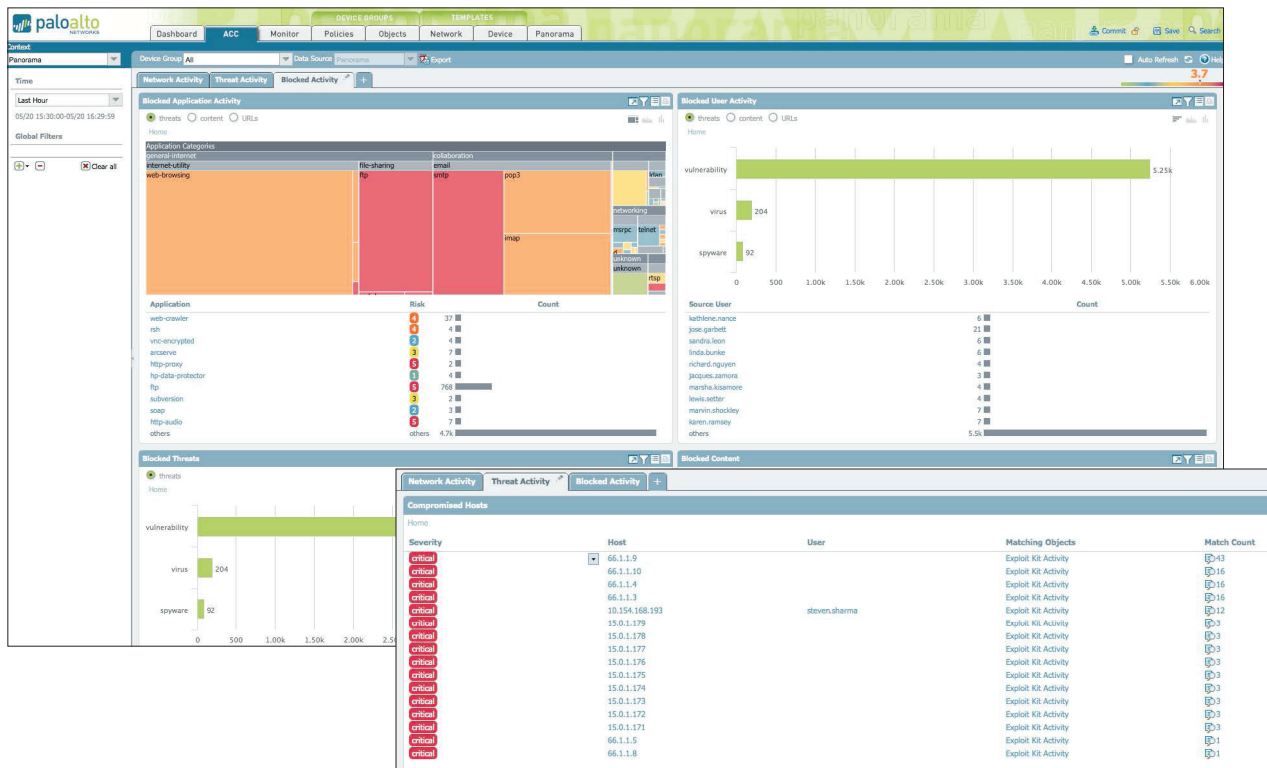 paloalto
NETWORKS
DEVICE GROUPS TEMPLATES
Dashboard ACC Monitor Policies Objects Network Device Panorama
Commit Save Search
Context
Panorama
Device Group All Data Source Panorama Export
Auto Refresh Help
Time
Last Hour
05/20 15:30:00-05/20 16:29:59
Global Filters
Clear all
Network Activity Threat Activity Blocked Activity +
3.7
Blocked Application Activity
threats content URLs
Home
Application Categories
general-internet collaboration
internet-utility file-sharing email
web-browsing ftp smtp pop3
imap
networking
msrpc telnet
unknown
unknown
rtsp
Application Risk Count
web-crawler 4 37
rsh 4 4
vnc-encrypted 2 4
arcserve 3 7
http-proxy 5 2
hp-data-protector 1 4
ftp 5 768
subversion 3 2
soap 2 3
http-audio 5 7
others others 4.7k
Blocked User Activity
threats content URLs
Home
vulnerability 5.25k
virus 204
spyware 92
0 500 1.00k 1.50k 2.00k 2.50k 3.00k 3.50k 4.00k 4.50k 5.00k 5.50k 6.00k
Source User Count
kathlene.nance 6
jose.garbett 21
sandra.leon 6
linda.bunke 6
richard.nguyen 4
jacques.zamora 3
marsha.kisamore 4
lewis.setter 4
marvin.shockley 7
karen.ramsey 7
others 5.5k
Blocked Threats
threats
Home
vulnerability
virus 204
spyware 92
0 500 1.00k 1.50k 2.00k
Blocked Content
Network Activity Threat Activity Blocked Activity +
Compromised Hosts
Home
Severity Host User Matching Objects Match Count
critical 66.1.1.9 Exploit Kit Activity 43
critical 66.1.1.10 Exploit Kit Activity 16
critical 66.1.1.4 Exploit Kit Activity 16
critical 66.1.1.3 Exploit Kit Activity 16
critical 10.154.168.193 steven.sharma Exploit Kit Activity 12
critical 15.0.1.179 Exploit Kit Activity 3
critical 15.0.1.178 Exploit Kit Activity 3
critical 15.0.1.177 Exploit Kit Activity 3
critical 15.0.1.176 Exploit Kit Activity 3
critical 15.0.1.175 Exploit Kit Activity 3
critical 15.0.1.174 Exploit Kit Activity 3
critical 15.0.1.173 Exploit Kit Activity 3
critical 15.0.1.172 Exploit Kit Activity 3
critical 15.0.1.171 Exploit Kit Activity 3
critical 66.1.1.5 Exploit Kit Activity 1
critical 66.1.1.8 Exploit Kit Activity 1